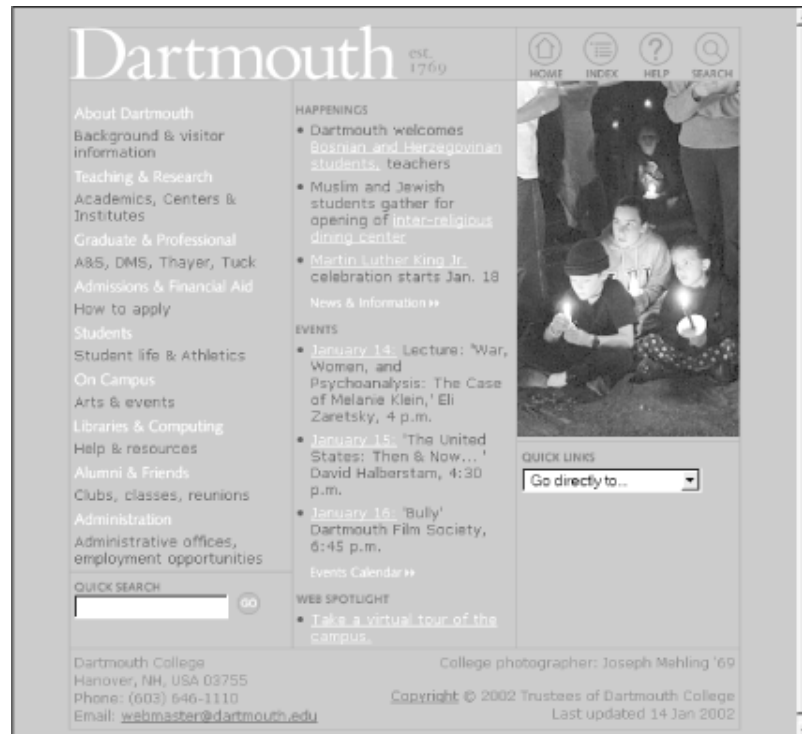 Dartmouth est. 1769
HOME INDEX HELP SEARCH
About Dartmouth
Background & visitor
information
Teaching & Research
Academics, Centers &
Institutes
Graduate & Professional
A&S, DMS, Thayer, Tuck
Admissions & Financial Aid
How to apply
Students
Student life & Athletics
On Campus
Arts & events
Libraries & Computing
Help & resources
Alumni & Friends
Clubs, classes, reunions
Administration
Administrative offices,
employment opportunities
QUICK SEARCH
GO
HAPPENINGS
• Dartmouth welcomes
Bosnian and Herzegovinan
students, teachers
• Muslim and Jewish
students gather for
opening of inter-religious
dining center
• Martin Luther King Jr.
celebration starts Jan. 18
News & Information
EVENTS
• January 14: Lecture: 'War,
Women, and
Psychoanalysis: The Case
of Melanie Klein,' Eli
Zaretsky, 4 p.m.
• January 15: 'The United
States: Then & Now... '
David Halberstam, 4:30
p.m.
• January 16: 'Bully'
Dartmouth Film Society,
6:45 p.m.
Events Calendar
WEB SPOTLIGHT
• Take a virtual tour of the
campus.
QUICK LINKS
Go directly to...
Dartmouth College
Hanover, NH, USA 03755
Phone: (603) 646-1110
Email: webmaster@dartmouth.edu
College photographer: Joseph Mehling '69
Copyright © 2002 Trustees of Dartmouth College
Last updated 14 Jan 2002